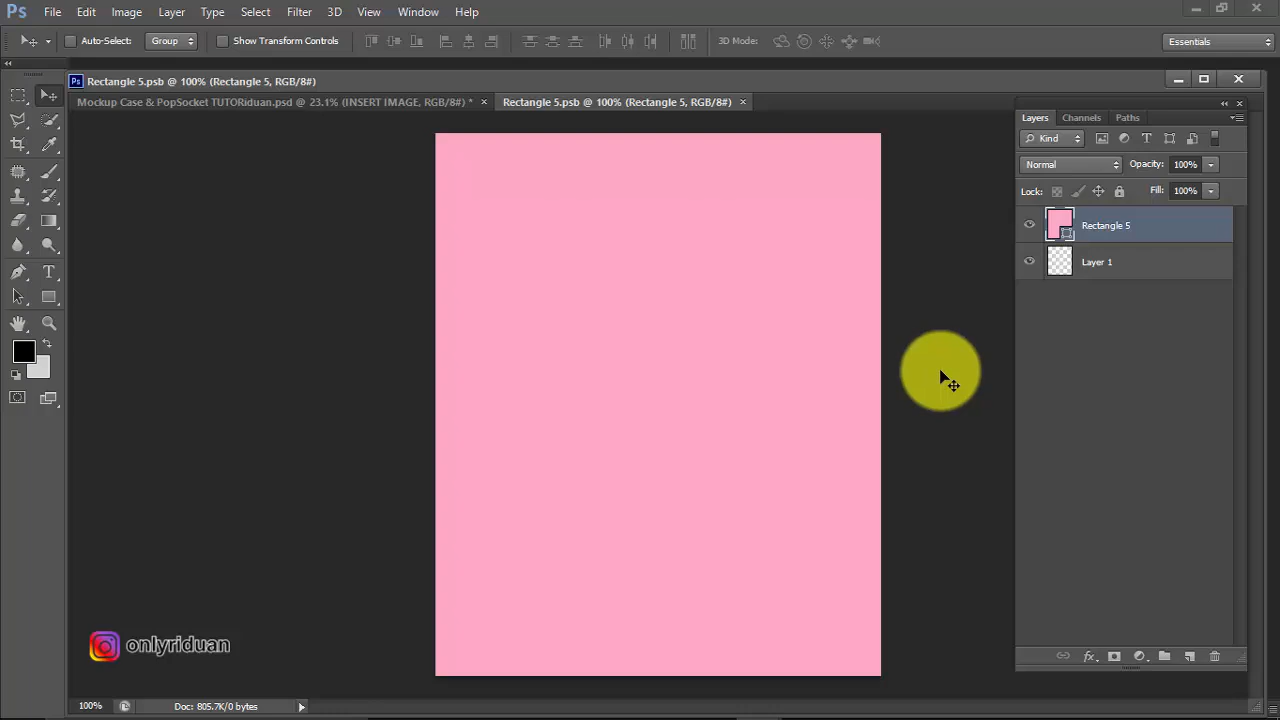 Ps File Edit Image Layer Type Select Filter 3D View Window Help
Auto-Select: Group Show Transform Controls 3D Mode: Essentials
Ps Rectangle 5.psb @ 100% (Rectangle 5, RGB/8#)
Mockup Case & PopSocket TUTORiduan.psd @ 23.1% (INSERT IMAGE, RGB/8#) * × Rectangle 5.psb @ 100% (Rectangle 5, RGB/8#) ×
Layers Channels Paths
Kind
Normal Opacity: 100%
Lock: Fill: 100%
Rectangle 5
Layer 1
onlyriduan
100% Doc: 805.7K/0 bytes